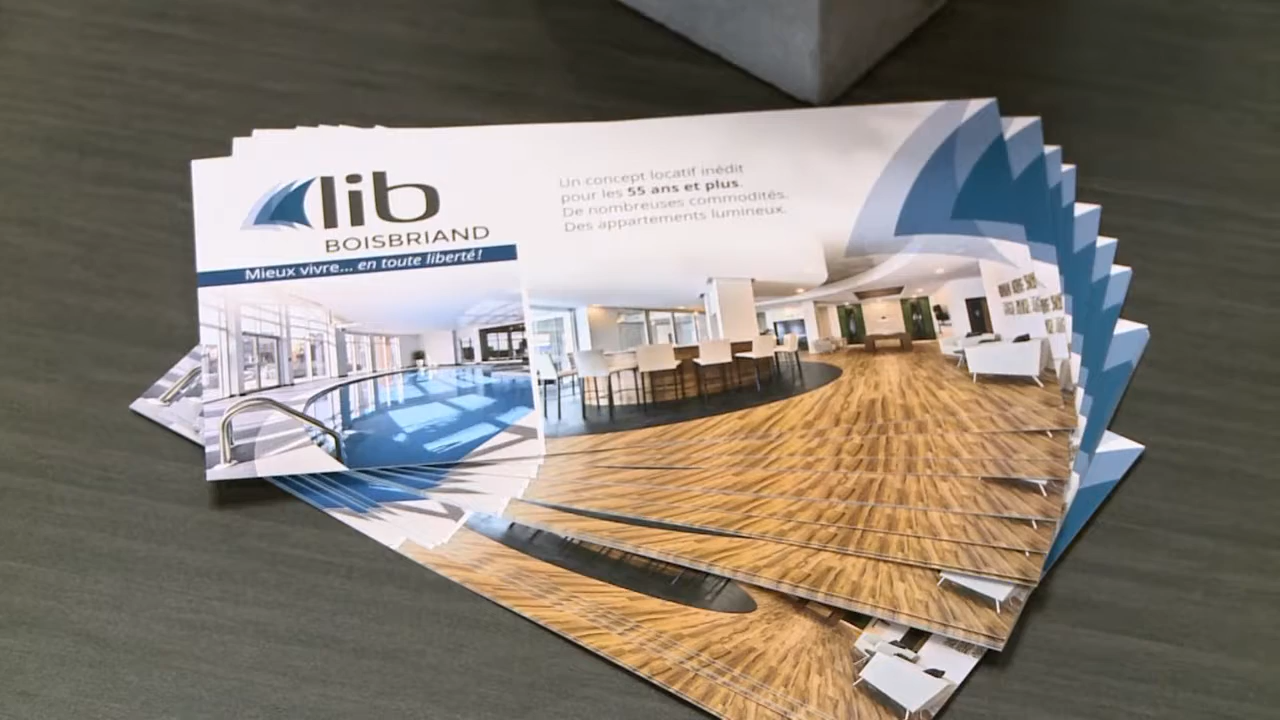 lib
BOISBRIAND
Mieux vivre... en toute liberté!
Un concept locatif inédit
pour les 55 ans et plus.
De nombreuses commodités.
Des appartements lumineux.